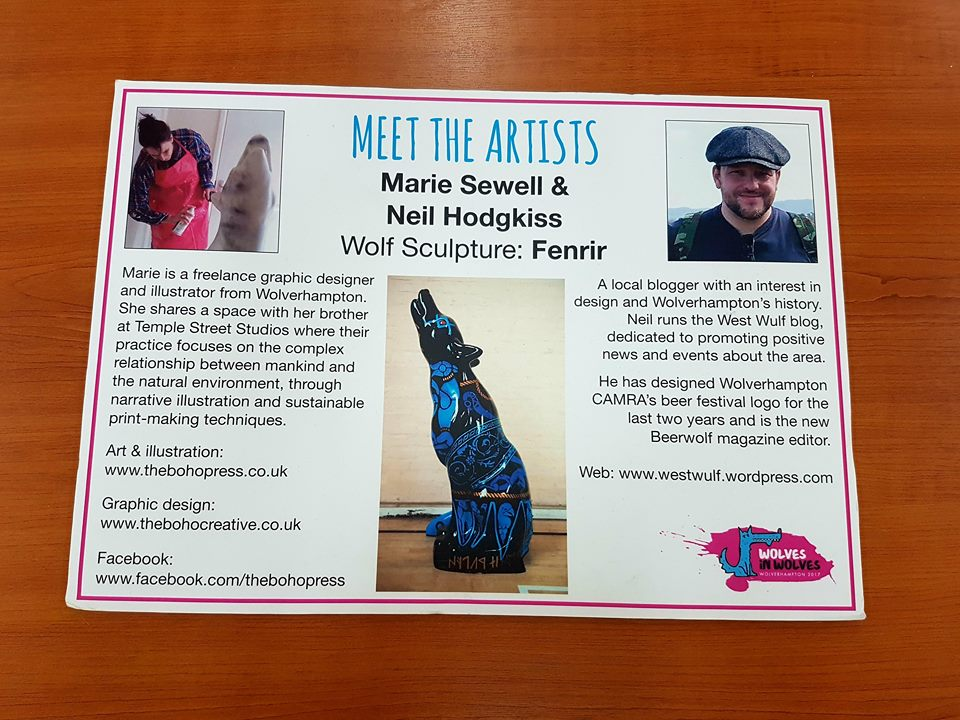 MEET THE ARTISTS
Marie Sewell &
Neil Hodgkiss
Wolf Sculpture: Fenrir
Marie is a freelance graphic designer
and illustrator from Wolverhampton.
She shares a space with her brother
at Temple Street Studios where their
practice focuses on the complex
relationship between mankind and
the natural environment, through
narrative illustration and sustainable
print-making techniques.
Art & illustration:
www.thebohopress.co.uk
Graphic design:
www.thebohocreative.co.uk
Facebook:
www.facebook.com/thebohopress
A local blogger with an interest in
design and Wolverhampton's history.
Neil runs the West Wulf blog,
dedicated to promoting positive
news and events about the area.
He has designed Wolverhampton
CAMRA's beer festival logo for the
last two years and is the new
Beerwolf magazine editor.
Web: www.westwulf.wordpress.com
WOLVES
IN WOLVES
WOLVERHAMPTON 2017